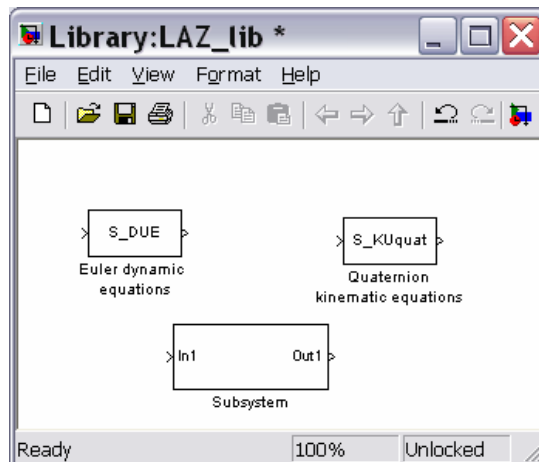 Library:LAZ_lib *
File Edit View Format Help
S_DUE
Euler dynamic
equations
S_KUquat
Quaternion
kinematic equations
In1 Out1
Subsystem
Ready 100% Unlocked